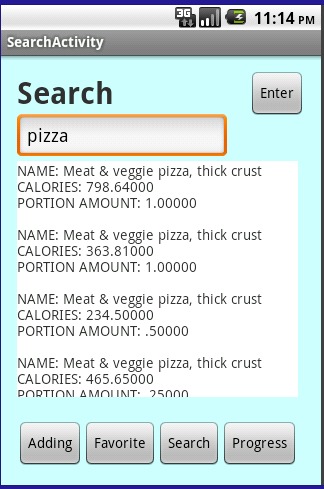 3G
11:14 PM
SearchActivity
Search
Enter
pizza
NAME: Meat & veggie pizza, thick crust
CALORIES: 798.64000
PORTION AMOUNT: 1.00000
NAME: Meat & veggie pizza, thick crust
CALORIES: 363.81000
PORTION AMOUNT: 1.00000
NAME: Meat & veggie pizza, thick crust
CALORIES: 234.50000
PORTION AMOUNT: .50000
NAME: Meat & veggie pizza, thick crust
CALORIES: 465.65000
PORTION AMOUNT: .25000
Adding Favorite Search Progress